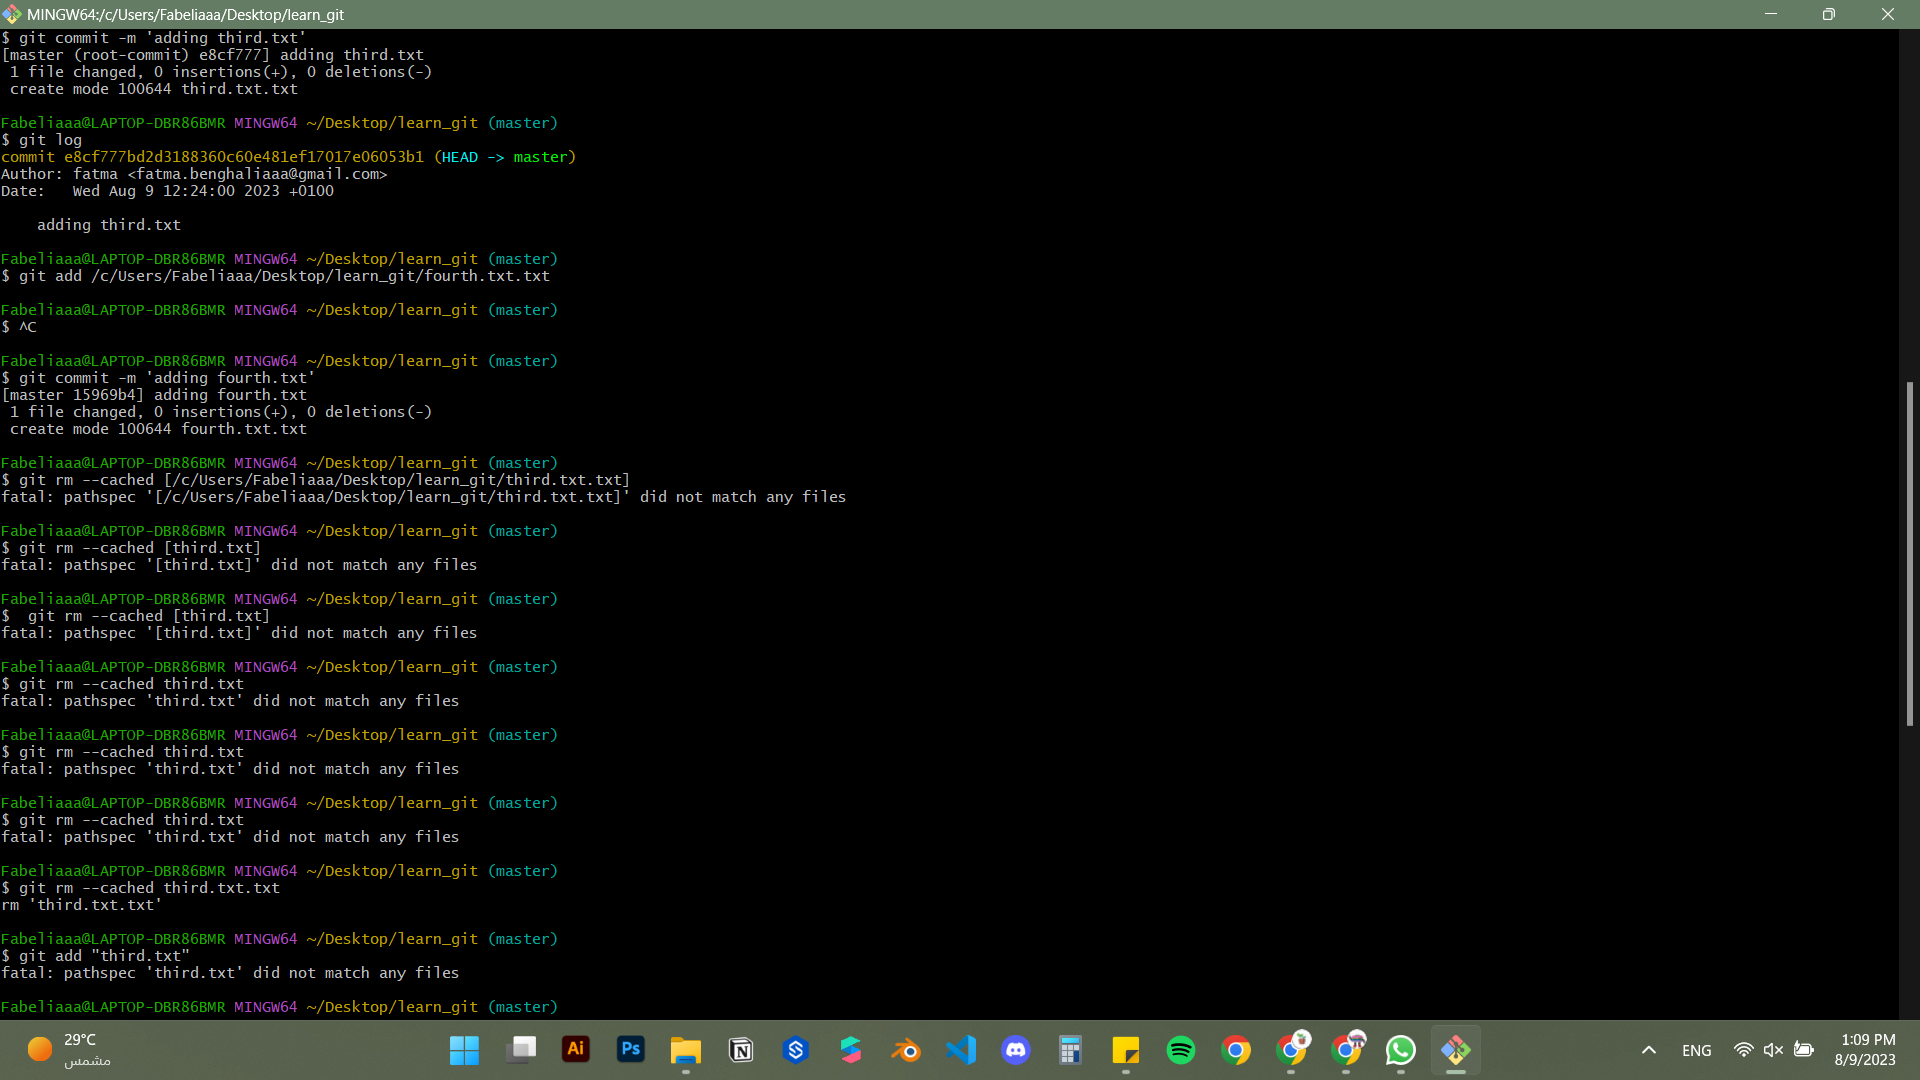 MINGW64:/c/Users/Fabeliaaa/Desktop/learn_git
$ git commit -m 'adding third.txt'
[master (root-commit) e8cf777] adding third.txt
 1 file changed, 0 insertions(+), 0 deletions(-)
 create mode 100644 third.txt.txt
Fabeliaaa@LAPTOP-DBR86BMR MINGW64 ~/Desktop/learn_git (master)
$ git log
commit e8cf777bd2d3188360c60e481ef17017e06053b1 (HEAD -> master)
Author: fatma <fatma.benghaliaaa@gmail.com>
Date:   Wed Aug 9 12:24:00 2023 +0100
    adding third.txt
Fabeliaaa@LAPTOP-DBR86BMR MINGW64 ~/Desktop/learn_git (master)
$ git add /c/Users/Fabeliaaa/Desktop/learn_git/fourth.txt.txt
Fabeliaaa@LAPTOP-DBR86BMR MINGW64 ~/Desktop/learn_git (master)
$ ^C
Fabeliaaa@LAPTOP-DBR86BMR MINGW64 ~/Desktop/learn_git (master)
$ git commit -m 'adding fourth.txt'
[master 15969b4] adding fourth.txt
 1 file changed, 0 insertions(+), 0 deletions(-)
 create mode 100644 fourth.txt.txt
Fabeliaaa@LAPTOP-DBR86BMR MINGW64 ~/Desktop/learn_git (master)
$ git rm --cached [/c/Users/Fabeliaaa/Desktop/learn_git/third.txt.txt]
fatal: pathspec '[/c/Users/Fabeliaaa/Desktop/learn_git/third.txt.txt]' did not match any files
Fabeliaaa@LAPTOP-DBR86BMR MINGW64 ~/Desktop/learn_git (master)
$ git rm --cached [third.txt]
fatal: pathspec '[third.txt]' did not match any files
Fabeliaaa@LAPTOP-DBR86BMR MINGW64 ~/Desktop/learn_git (master)
$  git rm --cached [third.txt]
fatal: pathspec '[third.txt]' did not match any files
Fabeliaaa@LAPTOP-DBR86BMR MINGW64 ~/Desktop/learn_git (master)
$ git rm --cached third.txt
fatal: pathspec 'third.txt' did not match any files
Fabeliaaa@LAPTOP-DBR86BMR MINGW64 ~/Desktop/learn_git (master)
$ git rm --cached third.txt
fatal: pathspec 'third.txt' did not match any files
Fabeliaaa@LAPTOP-DBR86BMR MINGW64 ~/Desktop/learn_git (master)
$ git rm --cached third.txt
fatal: pathspec 'third.txt' did not match any files
Fabeliaaa@LAPTOP-DBR86BMR MINGW64 ~/Desktop/learn_git (master)
$ git rm --cached third.txt.txt
rm 'third.txt.txt'
Fabeliaaa@LAPTOP-DBR86BMR MINGW64 ~/Desktop/learn_git (master)
$ git add "third.txt"
fatal: pathspec 'third.txt' did not match any files
Fabeliaaa@LAPTOP-DBR86BMR MINGW64 ~/Desktop/learn_git (master)
29°C
مشمس
Ai
Ps
ENG
1:09 PM
8/9/2023